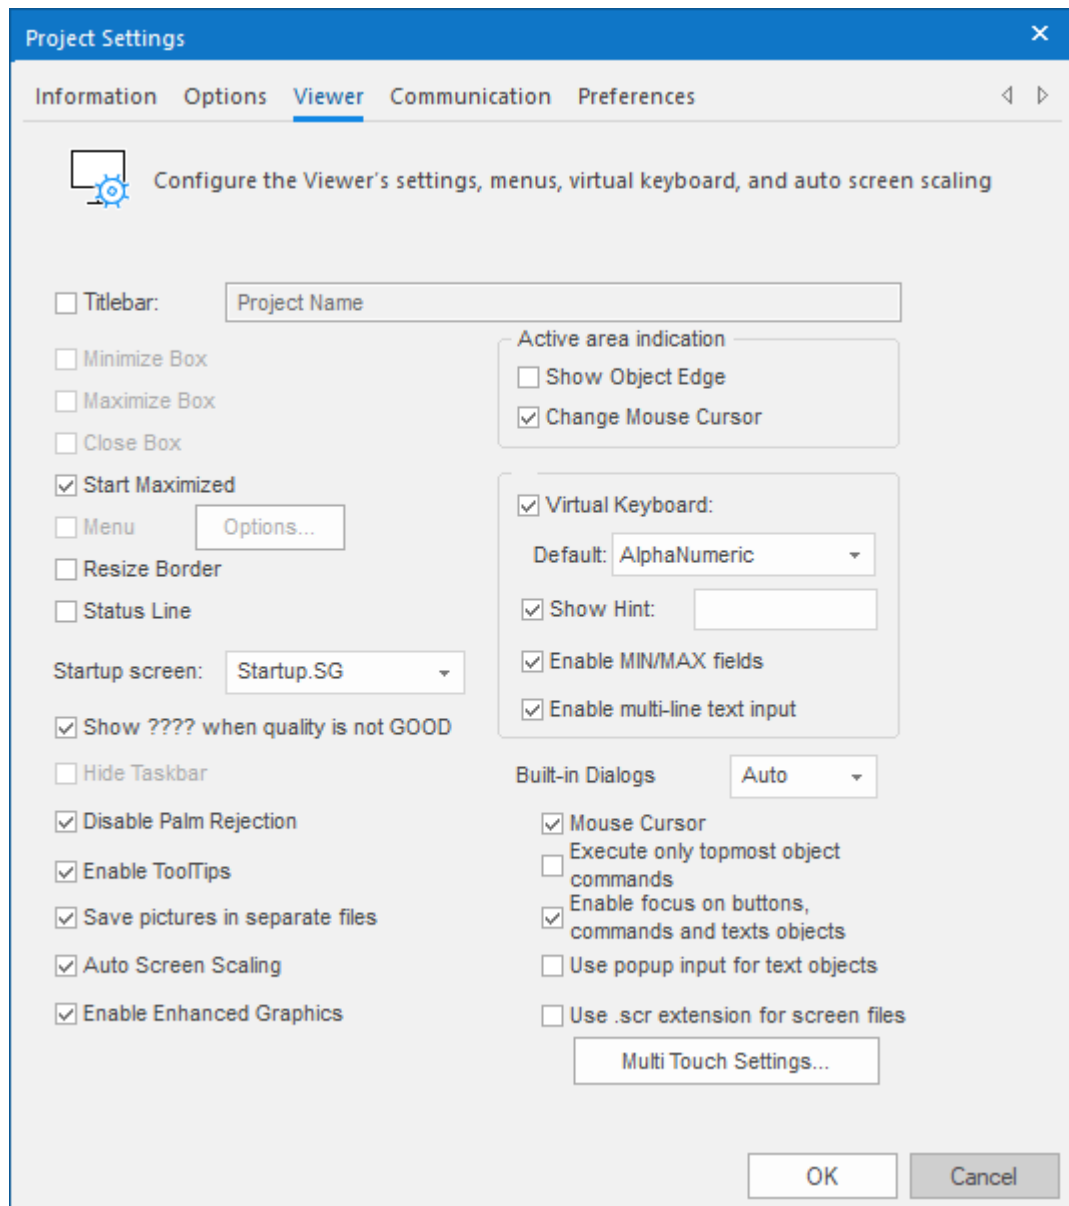 Project Settings
Information Options Viewer Communication Preferences
Configure the Viewer's settings, menus, virtual keyboard, and auto screen scaling
Titlebar: Project Name
Minimize Box
Maximize Box
Close Box
Start Maximized
Menu Options...
Resize Border
Status Line
Startup screen: Startup.SG
Show ???? when quality is not GOOD
Hide Taskbar
Disable Palm Rejection
Enable ToolTips
Save pictures in separate files
Auto Screen Scaling
Enable Enhanced Graphics
Active area indication
Show Object Edge
Change Mouse Cursor
Virtual Keyboard:
Default: AlphaNumeric
Show Hint:
Enable MIN/MAX fields
Enable multi-line text input
Built-in Dialogs Auto
Mouse Cursor
Execute only topmost object
commands
Enable focus on buttons,
commands and texts objects
Use popup input for text objects
Use .scr extension for screen files
Multi Touch Settings...
OK Cancel